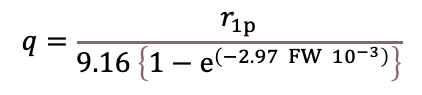 q = r₁ₚ / 9.16 {1 − e^(−2.97 FW 10⁻³)}